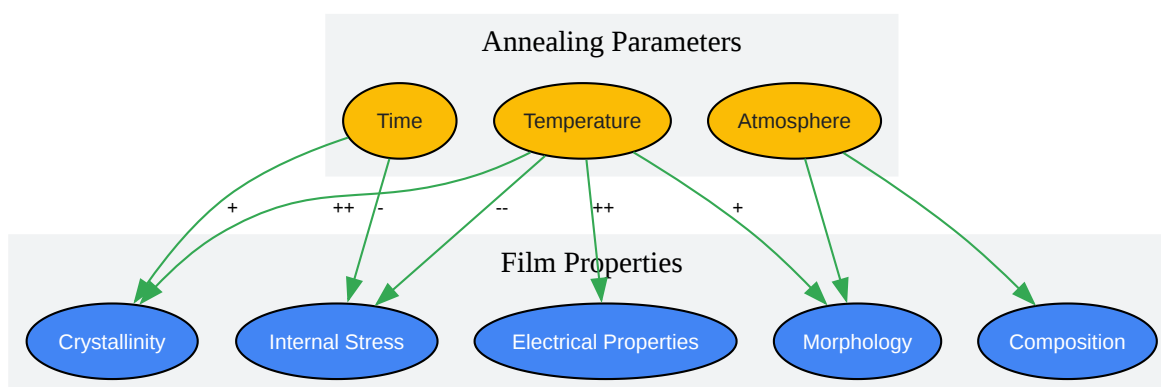 Annealing Parameters
Time
Temperature
Atmosphere
+
++
-
--
++
+
Film Properties
Crystallinity
Internal Stress
Electrical Properties
Morphology
Composition